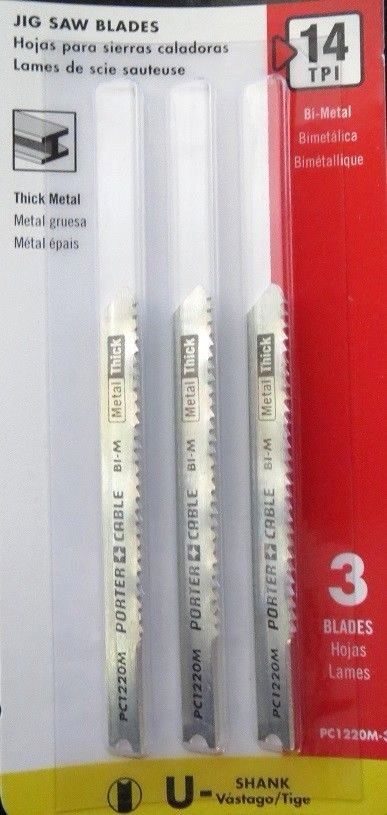 JIG SAW BLADES
Hojas para sierras caladoras
Lames de scie sauteuse
14
TPI
Bi-Metal
Bimetálica
Bimétallique
Thick Metal
Metal gruesa
Métal épais
PC1220M PORTER+CABLE BI-M Metal Thick
PC1220M PORTER+CABLE BI-M Metal Thick
PC1220M PORTER+CABLE BI-M Metal Thick
3
BLADES
Hojas
Lames
PC1220M-3
U- SHANK
Vástago/Tige